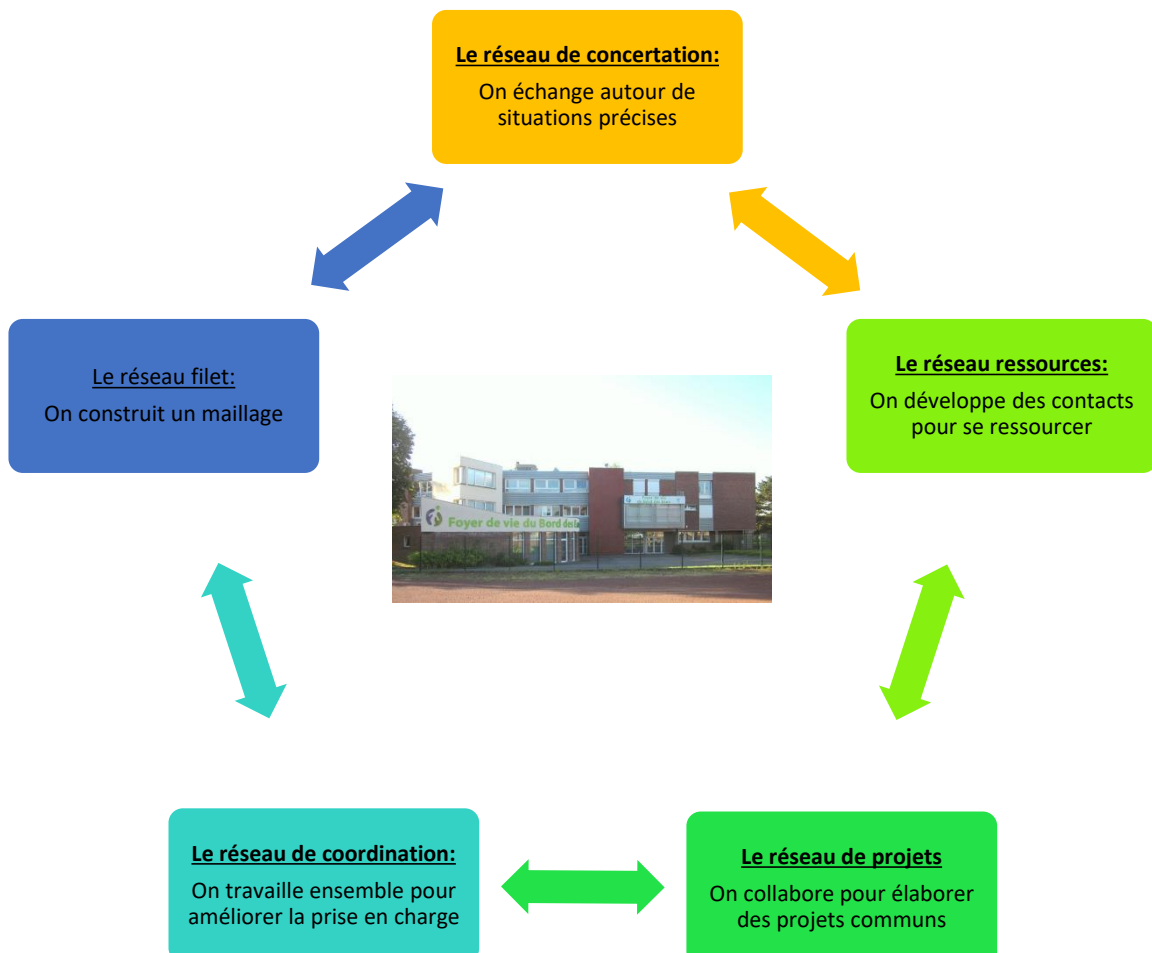 Le réseau de concertation:
On échange autour de
situations précises
Le réseau filet:
On construit un maillage
Le réseau ressources:
On développe des contacts
pour se ressourcer
Foyer de vie du Bord des
Le réseau de coordination:
On travaille ensemble pour
améliorer la prise en charge
Le réseau de projets
On collabore pour élaborer
des projets communs